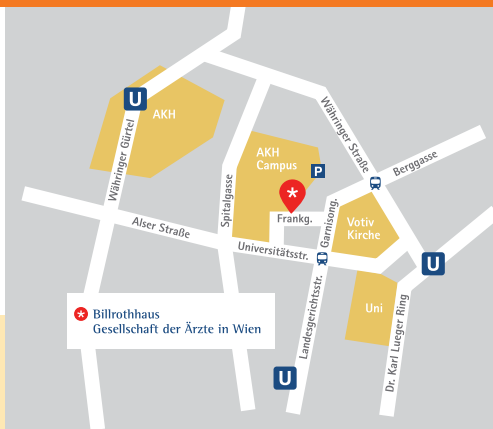 U
AKH
Währinger Gürtel
Währinger Straße
Berggasse
AKH
Campus
P
Spitalgasse
*
Frankg.
Garnisong.
Votiv
Kirche
Alser Straße
Universitätsstr.
U
Landesgerichtsstr.
Uni
Dr. Karl Lueger Ring
* Billrothhaus
Gesellschaft der Ärzte in Wien
U